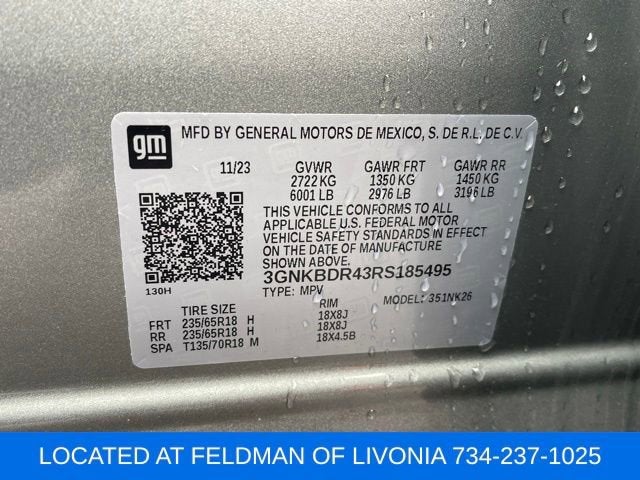 gm
MFD BY GENERAL MOTORS DE MEXICO, S. DE R.L. DE C.V.
11/23 GVWR GAWR FRT GAWR RR
2722 KG 1350 KG 1450 KG
6001 LB 2976 LB 3196 LB
THIS VEHICLE CONFORMS TO ALL
APPLICABLE U.S. FEDERAL MOTOR
VEHICLE SAFETY STANDARDS IN EFFECT
ON THE DATE OF MANUFACTURE
3GNKBDR43RS185495
130H TYPE: MPV MODEL: 351NK26
TIRE SIZE RIM
FRT 235/65R18 H 18X8J
RR 235/65R18 H 18X8J
SPA T135/70R18 M 18X4.5B
LOCATED AT FELDMAN OF LIVONIA 734-237-1025